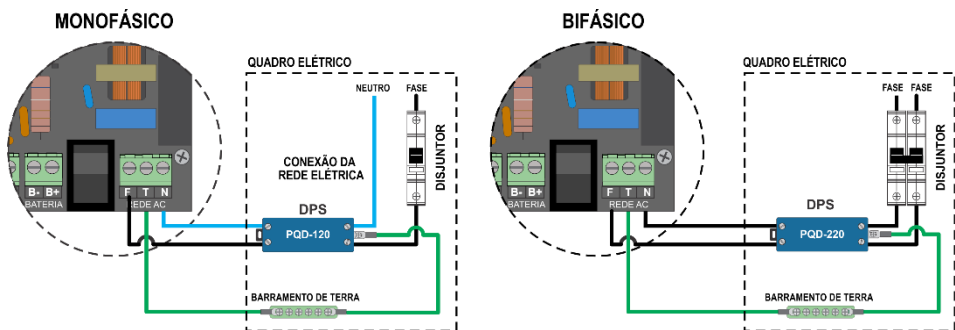 MONOFÁSICO
QUADRO ELÉTRICO
NEUTRO
FASE
DISJUNTOR
CONEXÃO DA
REDE ELÉTRICA
B- B+
BATERIA
F T N
REDE AC
DPS
PQD-120
BARRAMENTO DE TERRA
BIFÁSICO
QUADRO ELÉTRICO
FASE FASE
DISJUNTOR
B- B+
BATERIA
F T N
REDE AC
DPS
PQD-220
BARRAMENTO DE TERRA